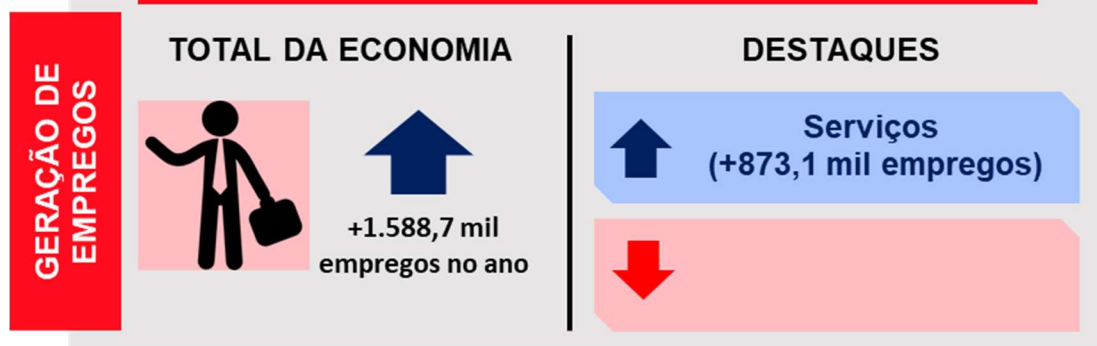 GERAÇÃO DE
EMPREGOS
TOTAL DA ECONOMIA
+1.588,7 mil
empregos no ano
DESTAQUES
Serviços
(+873,1 mil empregos)